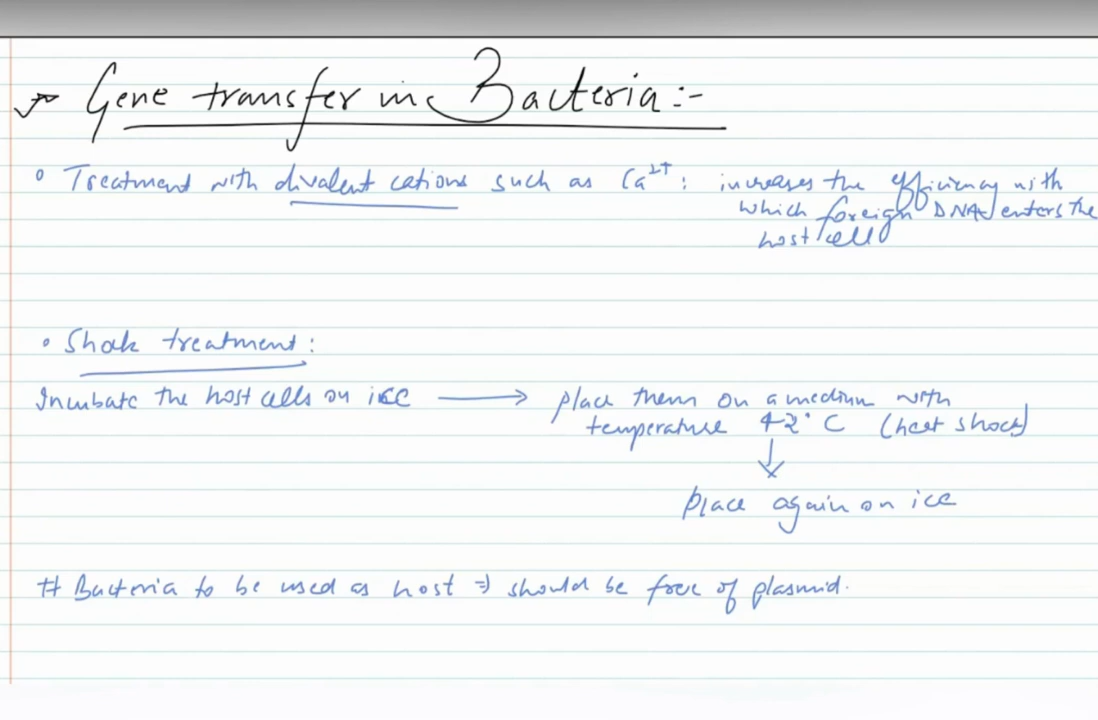 Gene transfer in Bacteria :-
• Treatment with divalent cations such as Ca²⁺ : increases the efficiency with
which foreign DNA enters the
host cell
• Shok treatment :
Incubate the host cells on ice → place them on a medium with
temperature 42°C (heat shock)
↓
place again on ice
# Bacteria to be used as host ⇒ should be free of plasmid.